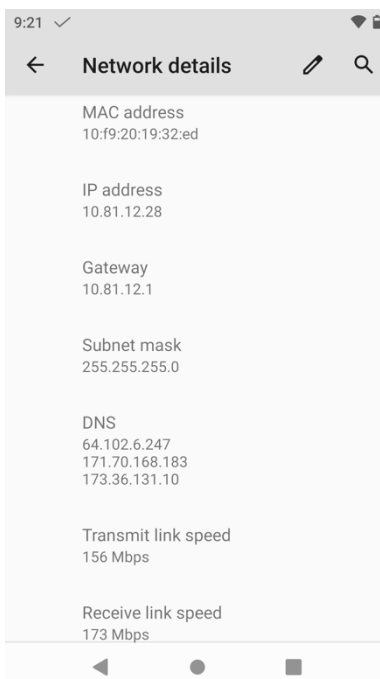 9:21
Network details
MAC address
10:f9:20:19:32:ed
IP address
10.81.12.28
Gateway
10.81.12.1
Subnet mask
255.255.255.0
DNS
64.102.6.247
171.70.168.183
173.36.131.10
Transmit link speed
156 Mbps
Receive link speed
173 Mbps